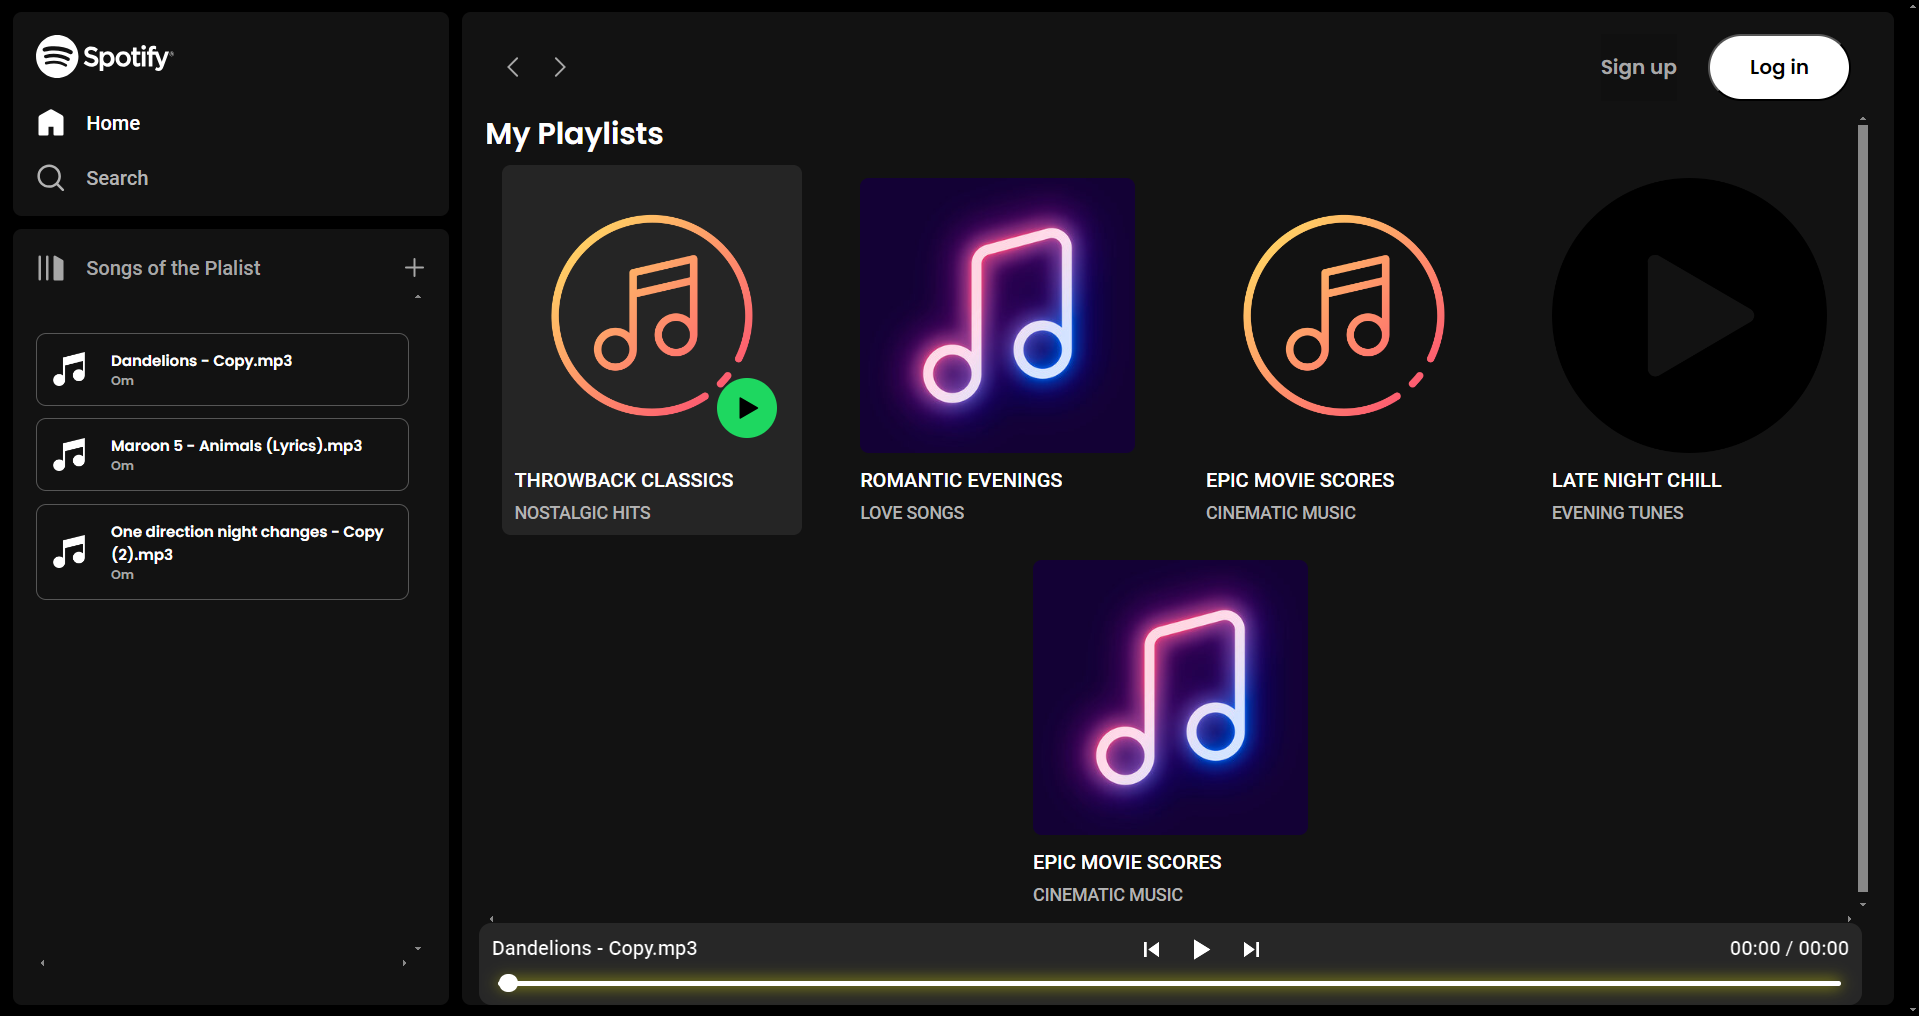 Spotify®
Home
Search
Songs of the Plalist
Dandelions - Copy.mp3
0m
Maroon 5 - Animals (Lyrics).mp3
0m
One direction night changes - Copy
(2).mp3
0m
Sign up
Log in
My Playlists
THROWBACK CLASSICS
NOSTALGIC HITS
ROMANTIC EVENINGS
LOVE SONGS
EPIC MOVIE SCORES
CINEMATIC MUSIC
LATE NIGHT CHILL
EVENING TUNES
EPIC MOVIE SCORES
CINEMATIC MUSIC
Dandelions - Copy.mp3
00:00 / 00:00